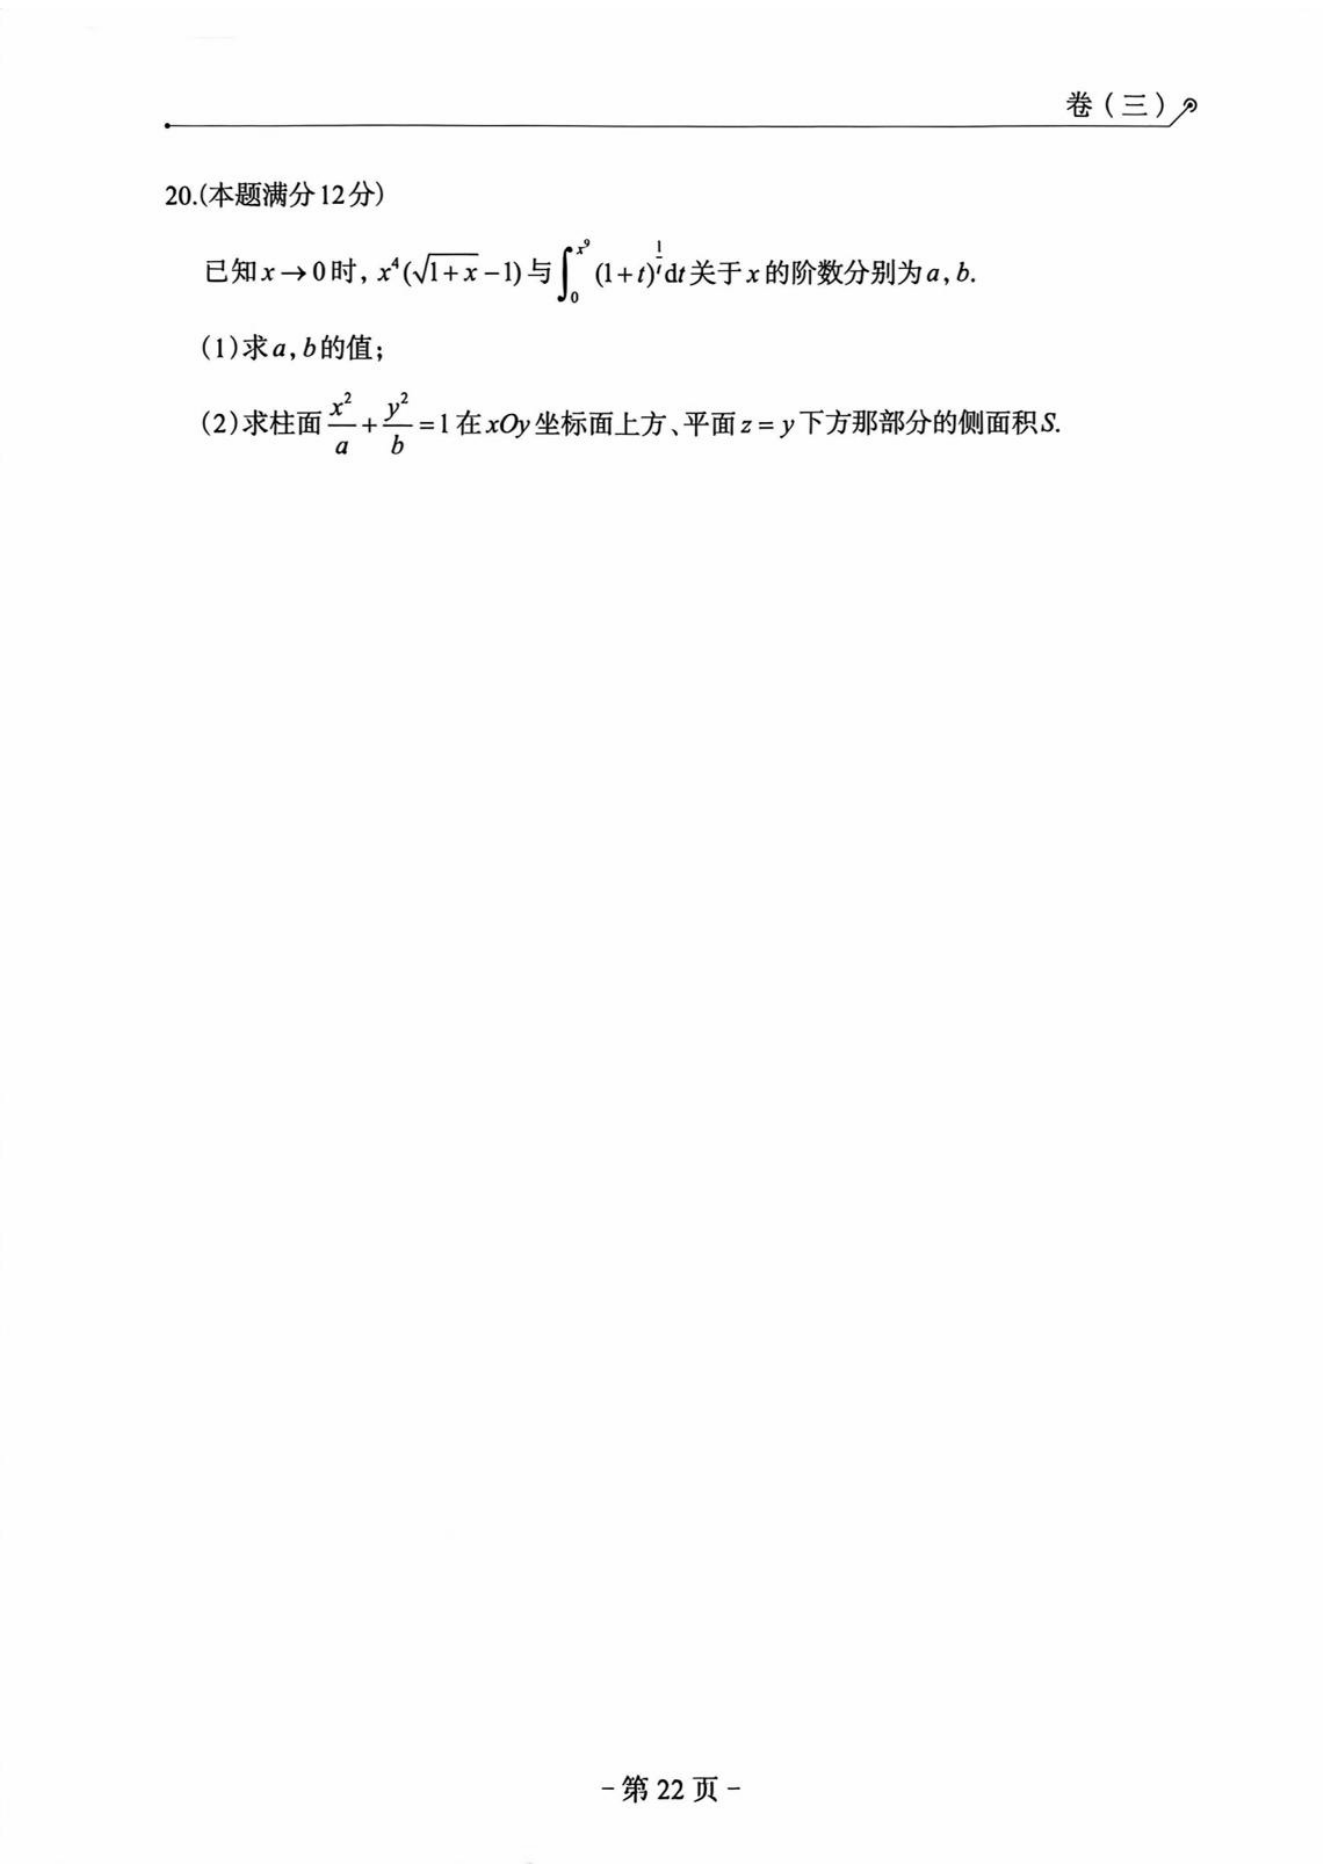 卷(三)
20.(本题满分12分)
已知x→0时, x⁴(√(1+x)−1)与∫₀^(x⁹)(1+t)^(1/t)dt关于x的阶数分别为a, b.
(1)求a, b的值;
(2)求柱面x²/a+y²/b=1在xOy坐标面上方、平面z=y下方那部分的侧面积S.
-第22页-